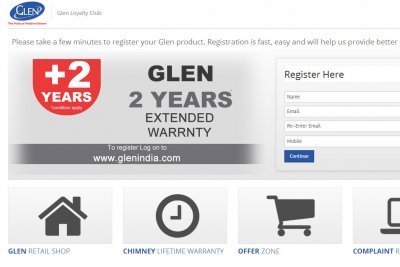 GLEN
The Pulse of Modern Kitchen
Glen Loyalty Club
Please take a few minutes to register your Glen product. Registration is fast, easy and will help us provide better
+2
YEARS
*condition apply
GLEN
2 YEARS
EXTENDED
WARRNTY
To register Log on to
www.glenindia.com
Register Here
Name
Email
Re-Enter Email
Mobile
Continue
GLEN RETAIL SHOP
CHIMNEY LIFETIME WARRANTY
OFFER ZONE
COMPLAINT R